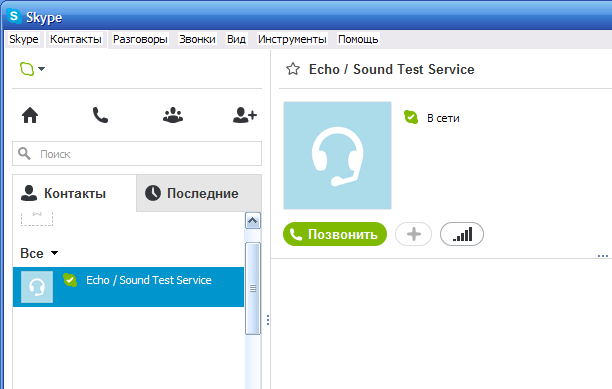 Skype
Skype Контакты Разговоры Звонки Вид Инструменты Помощь
Echo / Sound Test Service
В сети
Поиск
Контакты Последние
Позвонить
Все
Echo / Sound Test Service